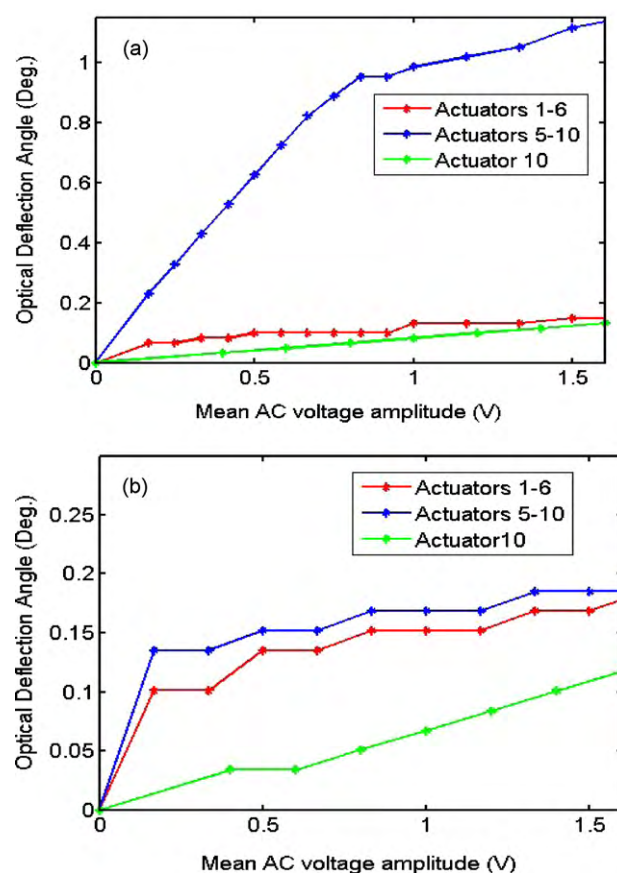 (a)
Optical Deflection Angle (Deg.)
1
0.8
0.6
0.4
0.2
0
Actuators 1-6
Actuators 5-10
Actuator 10
0
0.5
1
1.5
Mean AC voltage amplitude (V)
(b)
Optical Deflection Angle (Deg.)
0.25
0.2
0.15
0.1
0.05
0
Actuators 1-6
Actuators 5-10
Actuator10
0
0.5
1
1.5
Mean AC voltage amplitude (V)